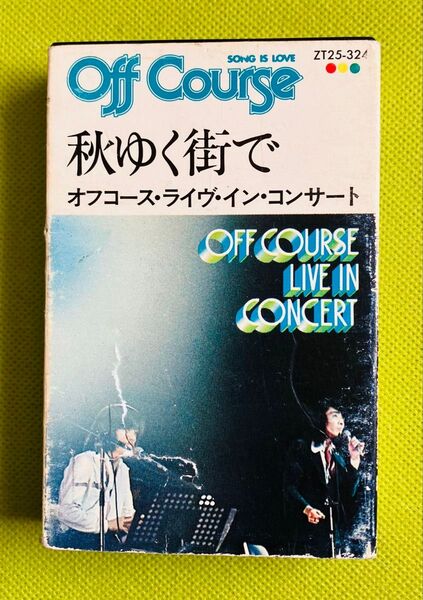 SONG IS LOVE
ZT25-324
Off Course
秋ゆく街で
オフコース・ライヴ・イン・コンサート
OFF COURSE
LIVE IN
CONCERT